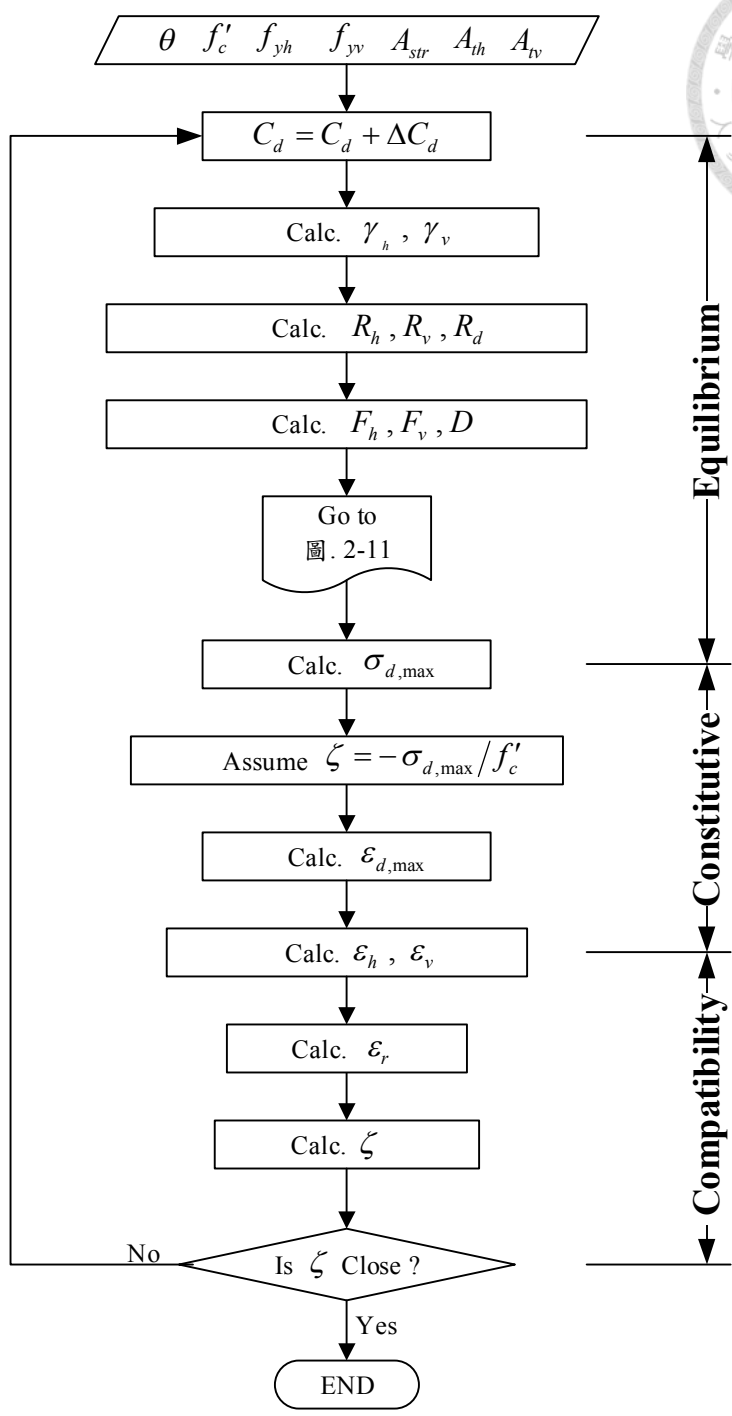 θ f′c fyh fyv Astr Ath Atv
Cd = Cd + ΔCd
Calc. γh , γv
Calc. Rh , Rv , Rd
Calc. Fh , Fv , D
Go to
圖. 2-11
Calc. σd,max
Assume ζ = −σd,max/f′c
Calc. εd,max
Calc. εh , εv
Calc. εr
Calc. ζ
Is ζ Close ?
No
Yes
END
Equilibrium
Constitutive
Compatibility